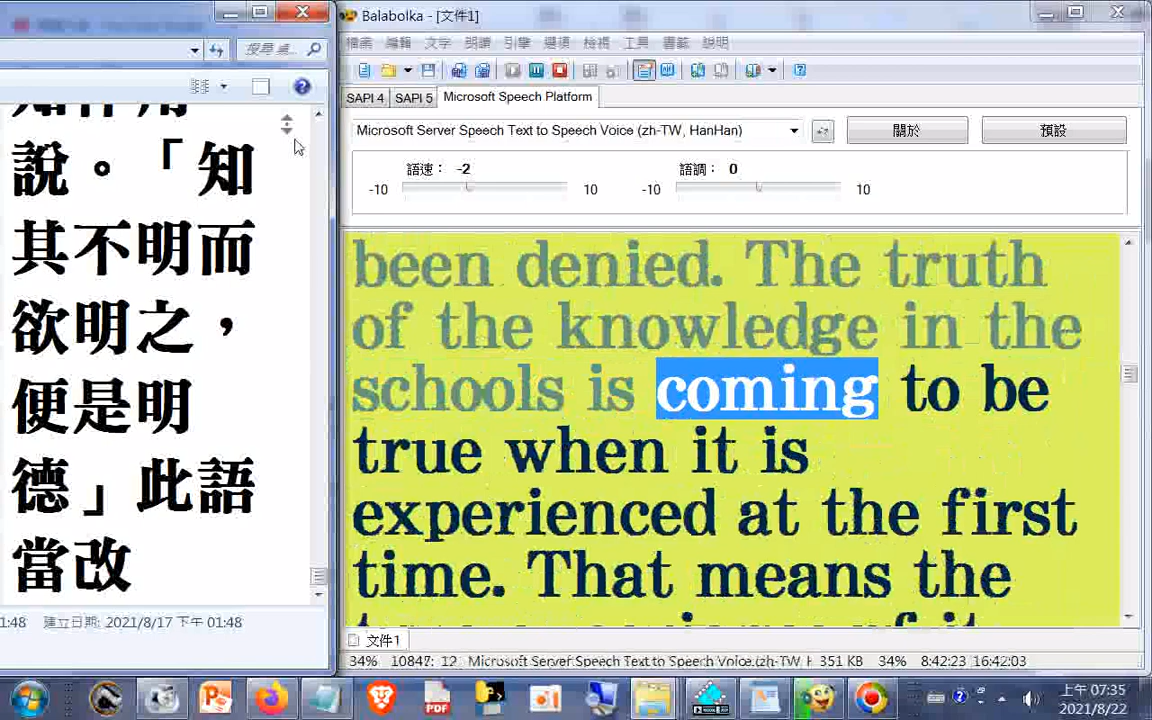 搜尋桌...
說。「知
其不明而
欲明之，
便是明
德」此語
當改
1:48 建立日期: 2021/8/17 下午 01:48
Balabolka - [文件1]
檔案 編輯 文字 朗讀 引擎 選項 檢視 工具 書籤 說明
SAPI 4 SAPI 5 Microsoft Speech Platform
Microsoft Server Speech Text to Speech Voice (zh-TW, HanHan) 關於 預設
語速： -2 語調： 0
-10 10 -10 10
been denied. The truth
of the knowledge in the
schools is coming to be
true when it is
experienced at the first
time. That means the
文件1
34% 10847: 12 Microsoft Server Speech Text to Speech Voice (zh-TW, H 351 KB 34% 8:42:23 16:42:03
上午 07:35
2021/8/22